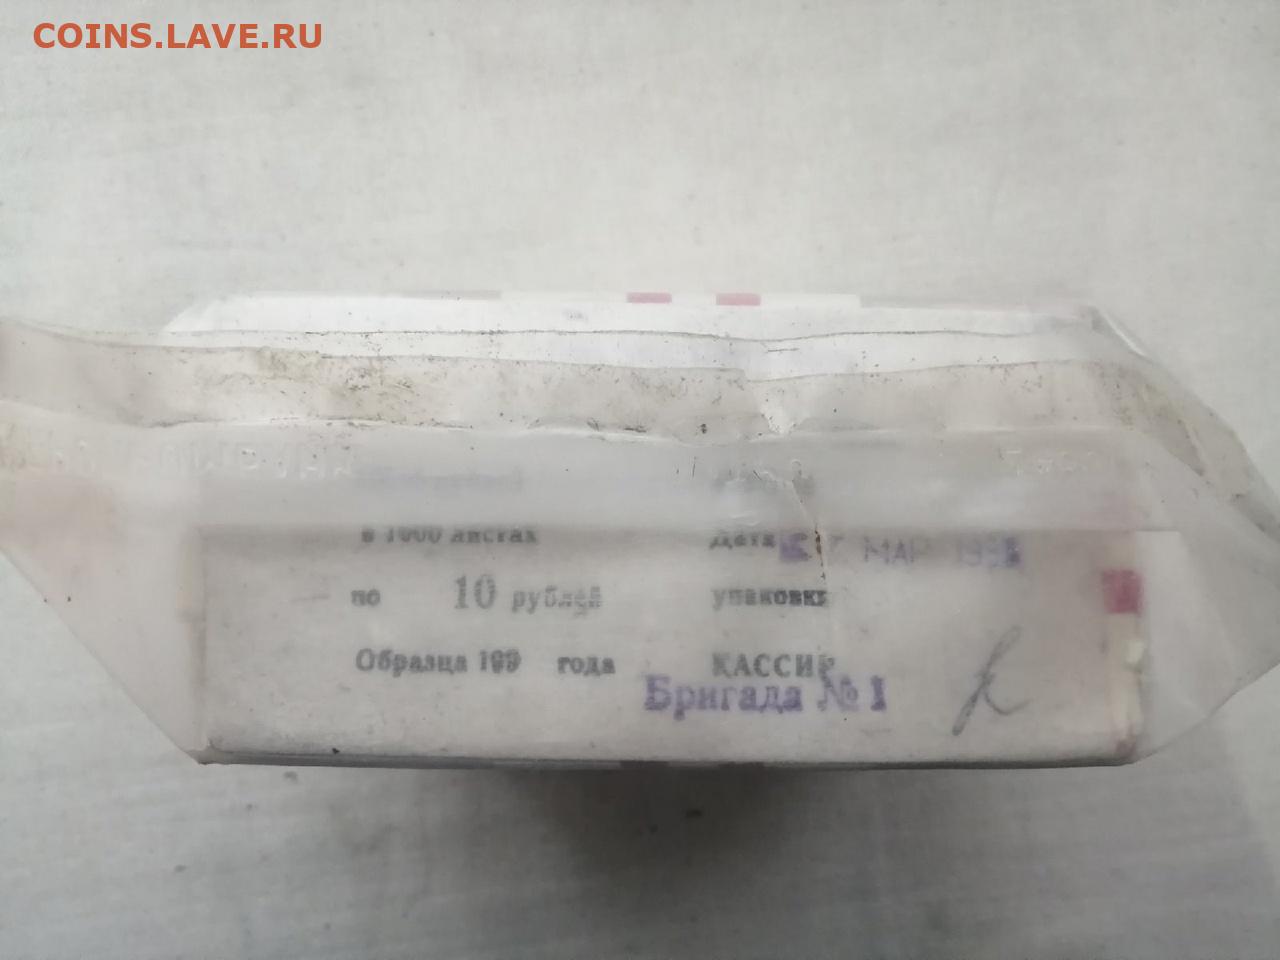 COINS.LAVE.RU
в 1000 листах
Дата МАР
по 10 рублей
упаковки
Образца 199 года
КАССИР
Бригада № 1